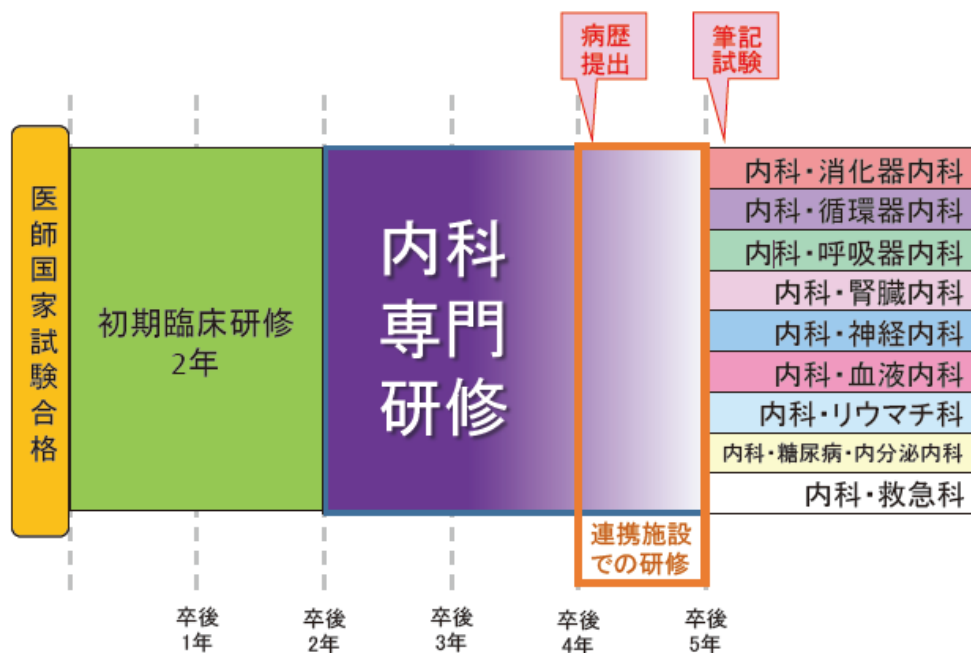 病歴
提出
筆記
試験
医師国家試験合格
初期臨床研修
2年
内科
専門
研修
内科・消化器内科
内科・循環器内科
内科・呼吸器内科
内科・腎臓内科
内科・神経内科
内科・血液内科
内科・リウマチ科
内科・糖尿病・内分泌内科
内科・救急科
連携施設
での研修
卒後
1年
卒後
2年
卒後
3年
卒後
4年
卒後
5年